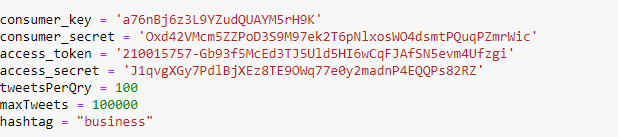 consumer_key = 'a76nBj6z3L9YZudQUAYM5rH9K'
consumer_secret = 'Oxd42VMcm5ZZPoD3S9M97ek2T6pNlxosWO4dsmtPQuqPZmrWic'
access_token = '210015757-Gb93f5McEd3TJ5Uld5HI6wCqFJAfSN5evm4Ufzgi'
access_secret = 'J1qvgXGy7PdlBjXEz8TE9OWq77e0y2madnP4EQQPs82RZ'
tweetsPerQry = 100
maxTweets = 100000
hashtag = "business"